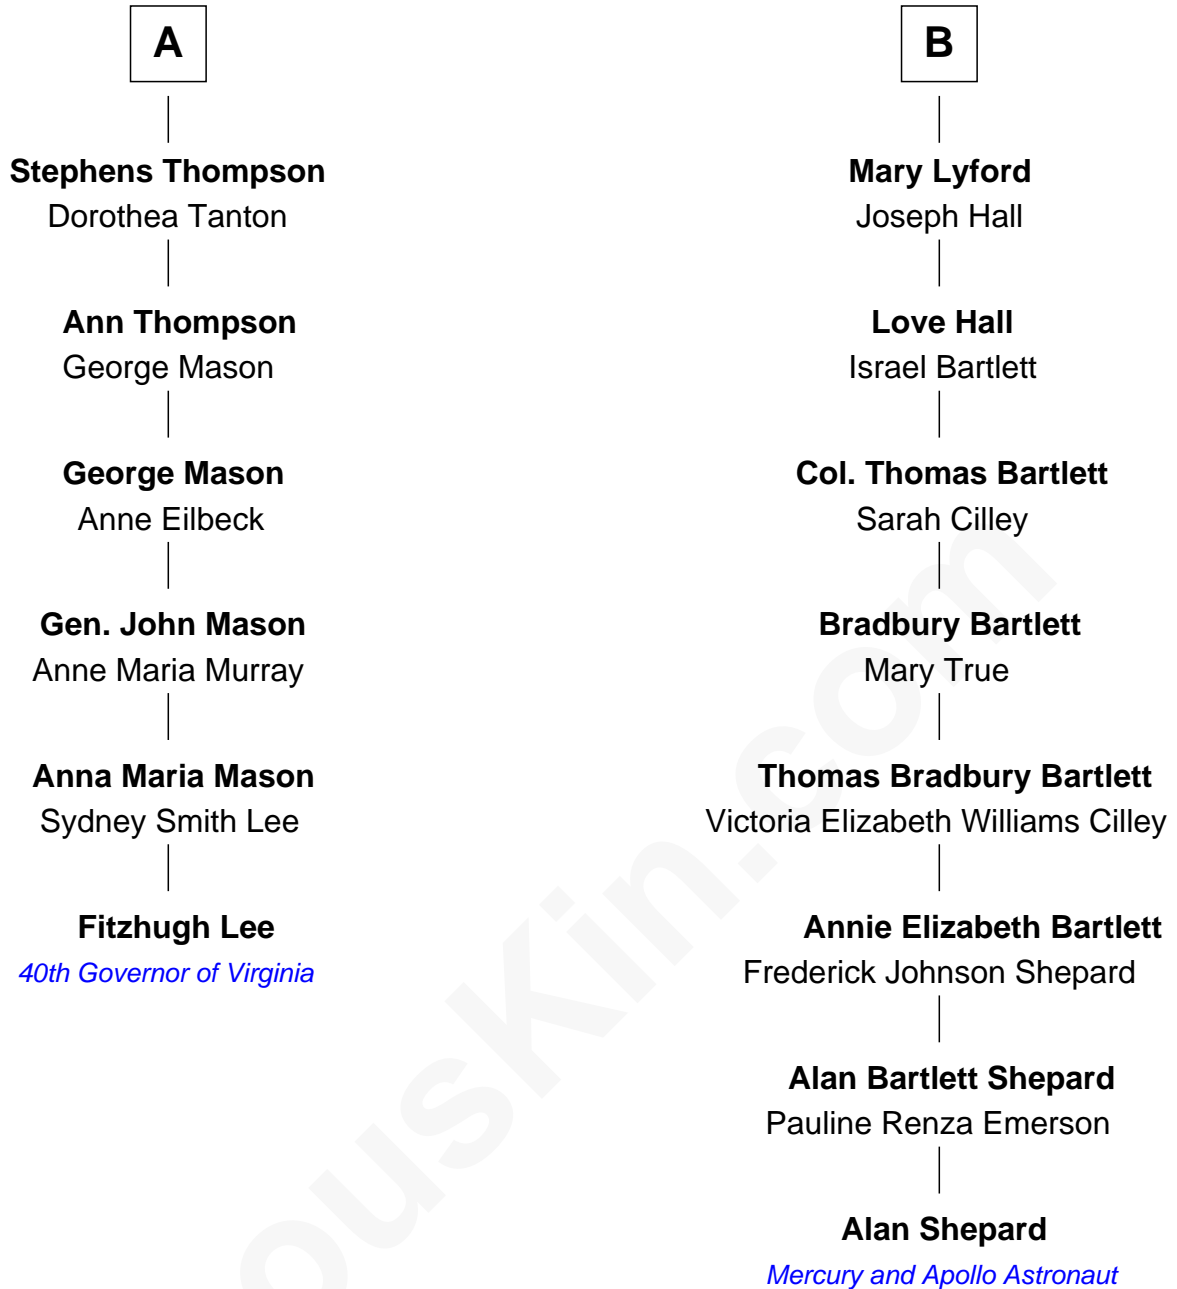 A
Stephens Thompson
Dorothea Tanton
Ann Thompson
George Mason
George Mason
Anne Eilbeck
Gen. John Mason
Anne Maria Murray
Anna Maria Mason
Sydney Smith Lee
Fitzhugh Lee
40th Governor of Virginia
B
Mary Lyford
Joseph Hall
Love Hall
Israel Bartlett
Col. Thomas Bartlett
Sarah Cilley
Bradbury Bartlett
Mary True
Thomas Bradbury Bartlett
Victoria Elizabeth Williams Cilley
Annie Elizabeth Bartlett
Frederick Johnson Shepard
Alan Bartlett Shepard
Pauline Renza Emerson
Alan Shepard
Mercury and Apollo Astronaut
ousKin.com